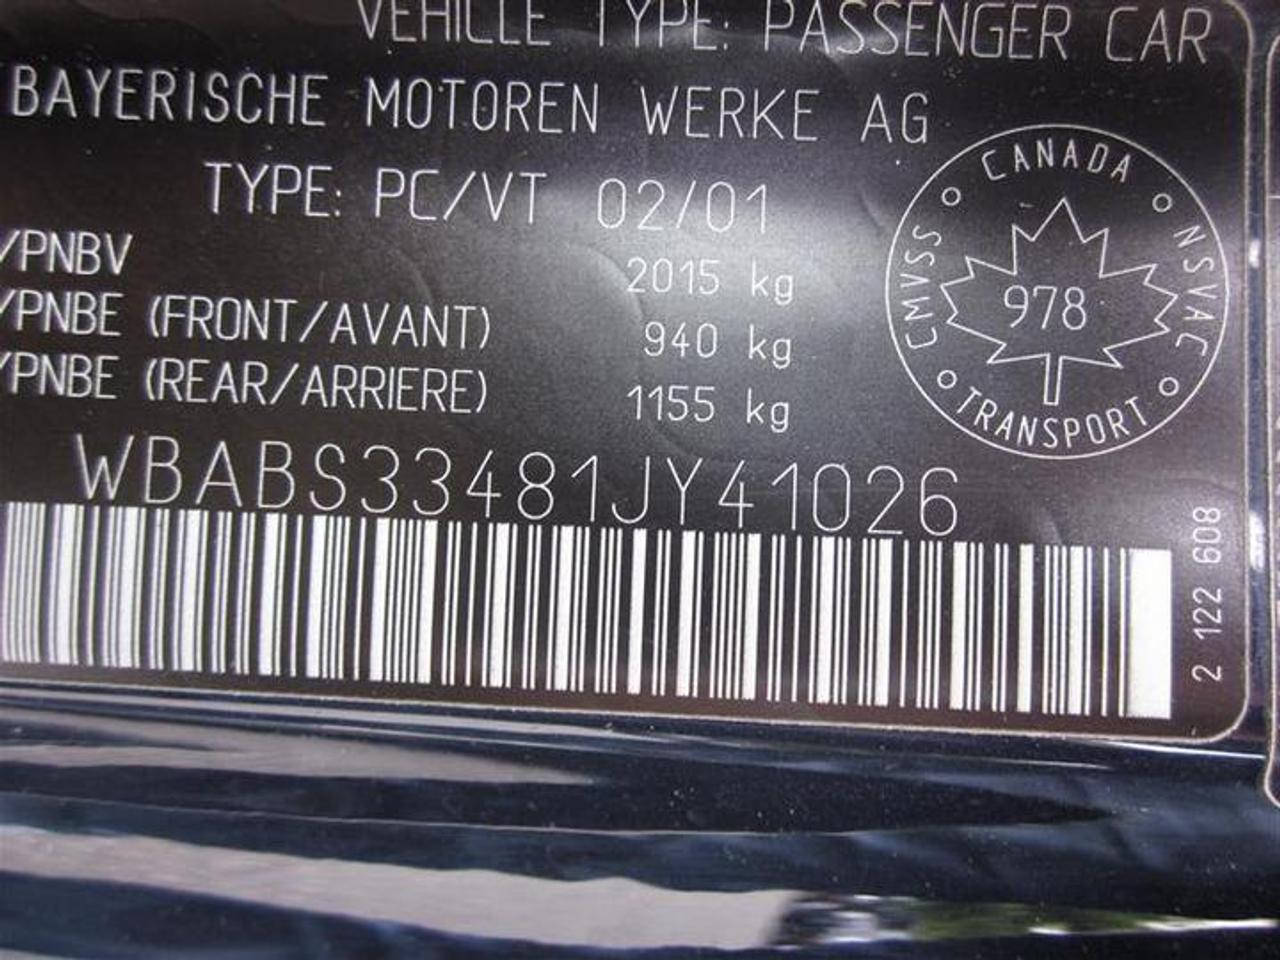 VEHICLE TYPE: PASSENGER CAR
BAYERISCHE MOTOREN WERKE AG
TYPE: PC/VT 02/01
/PNBV 2015 kg
/PNBE (FRONT/AVANT) 940 kg
/PNBE (REAR/ARRIERE) 1155 kg
WBABS33481JY41026
CANADA
NSVAC
TRANSPORT
CMVSS
978
2 122 608